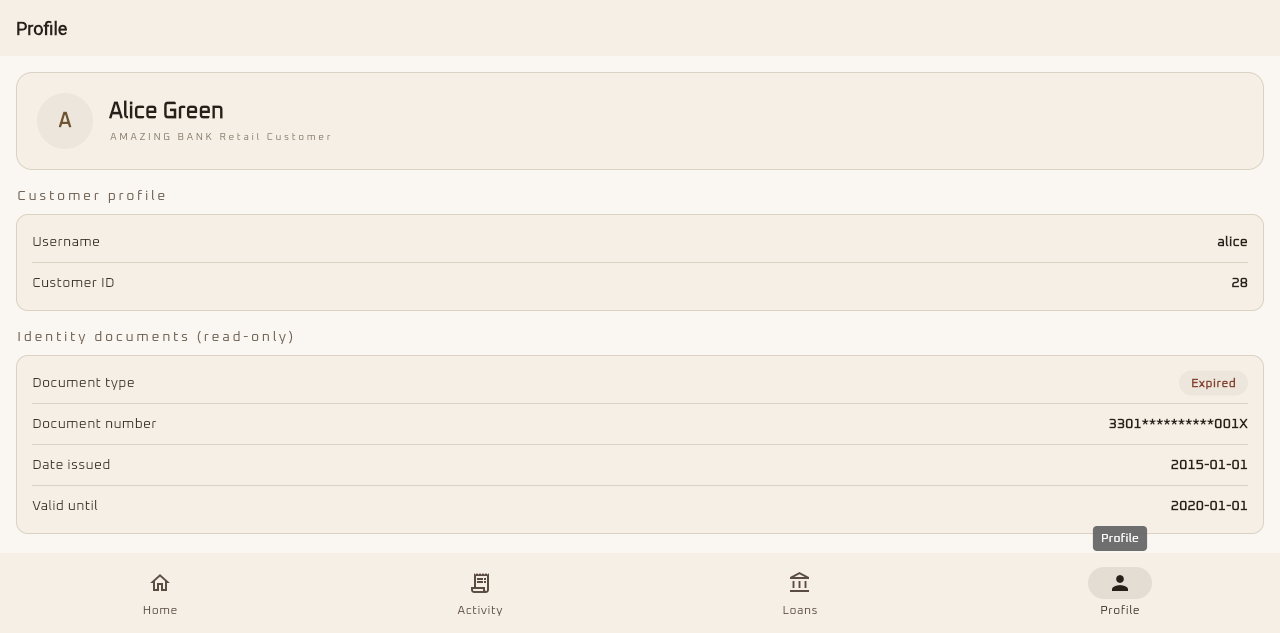 Profile
A
Alice Green
AMAZING BANK Retail Customer
Customer profile
Username alice
Customer ID 28
Identity documents (read-only)
Document type Expired
Document number 3301**********001X
Date issued 2015-01-01
Valid until 2020-01-01
Profile
Home Activity Loans Profile